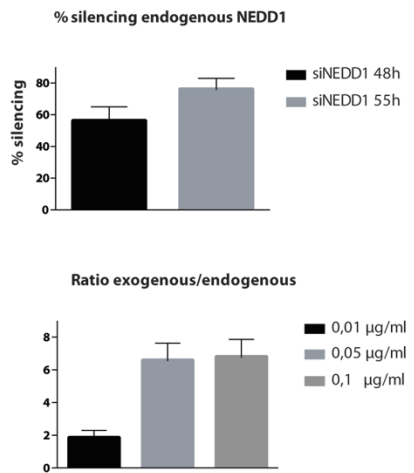 % silencing endogenous NEDD1
% silencing
80
60
40
20
0
siNEDD1 48h
siNEDD1 55h
Ratio exogenous/endogenous
8
6
4
2
0
0,01 µg/ml
0,05 µg/ml
0,1 µg/ml